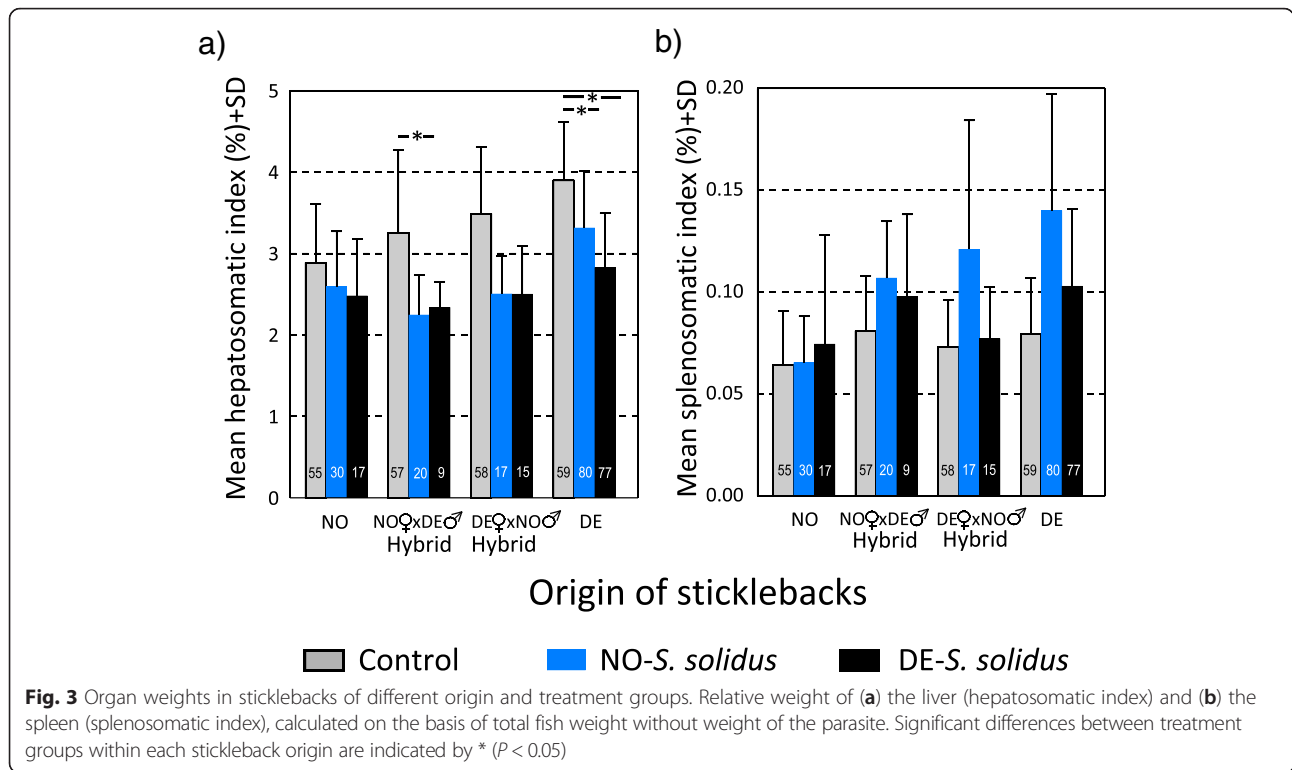 a)
b)
Mean hepatosomatic index (%)+SD
5
4
3
2
1
0
*
*
*
55 30 17 57 20 9 58 17 15 59 80 77
NO NO♀xDE♂ Hybrid DE♀xNO♂ Hybrid DE
Mean splenosomatic index (%)+SD
0.20
0.15
0.10
0.05
0.00
55 30 17 57 20 9 58 17 15 59 80 77
NO NO♀xDE♂ Hybrid DE♀xNO♂ Hybrid DE
Origin of sticklebacks
Control NO-S. solidus DE-S. solidus
Fig. 3 Organ weights in sticklebacks of different origin and treatment groups. Relative weight of (a) the liver (hepatosomatic index) and (b) the
spleen (splenosomatic index), calculated on the basis of total fish weight without weight of the parasite. Significant differences between treatment
groups within each stickleback origin are indicated by * (P < 0.05)